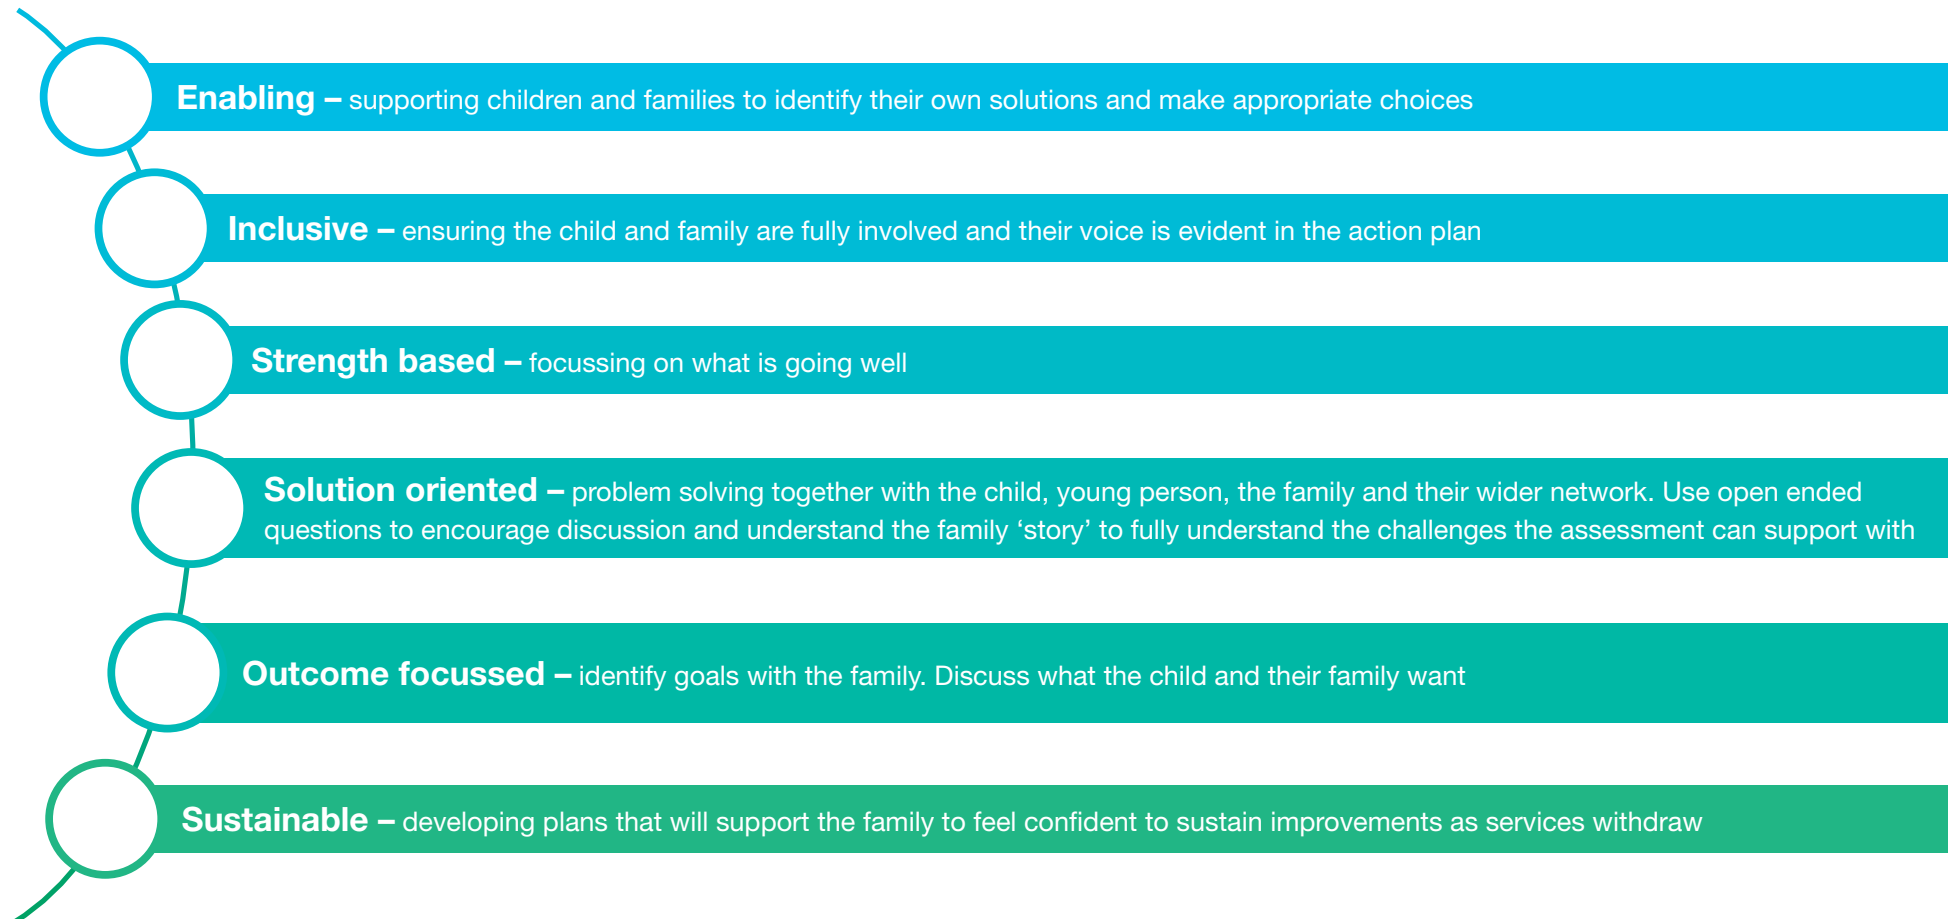 Enabling – supporting children and families to identify their own solutions and make appropriate choices
Inclusive – ensuring the child and family are fully involved and their voice is evident in the action plan
Strength based – focussing on what is going well
Solution oriented – problem solving together with the child, young person, the family and their wider network. Use open ended
questions to encourage discussion and understand the family ‘story’ to fully understand the challenges the assessment can support with
Outcome focussed – identify goals with the family. Discuss what the child and their family want
Sustainable – developing plans that will support the family to feel confident to sustain improvements as services withdraw